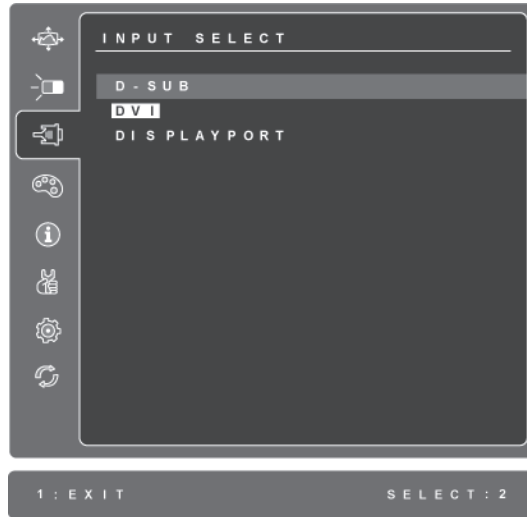 INPUT SELECT
D-SUB
DVI
DISPLAYPORT
1:EXIT SELECT:2